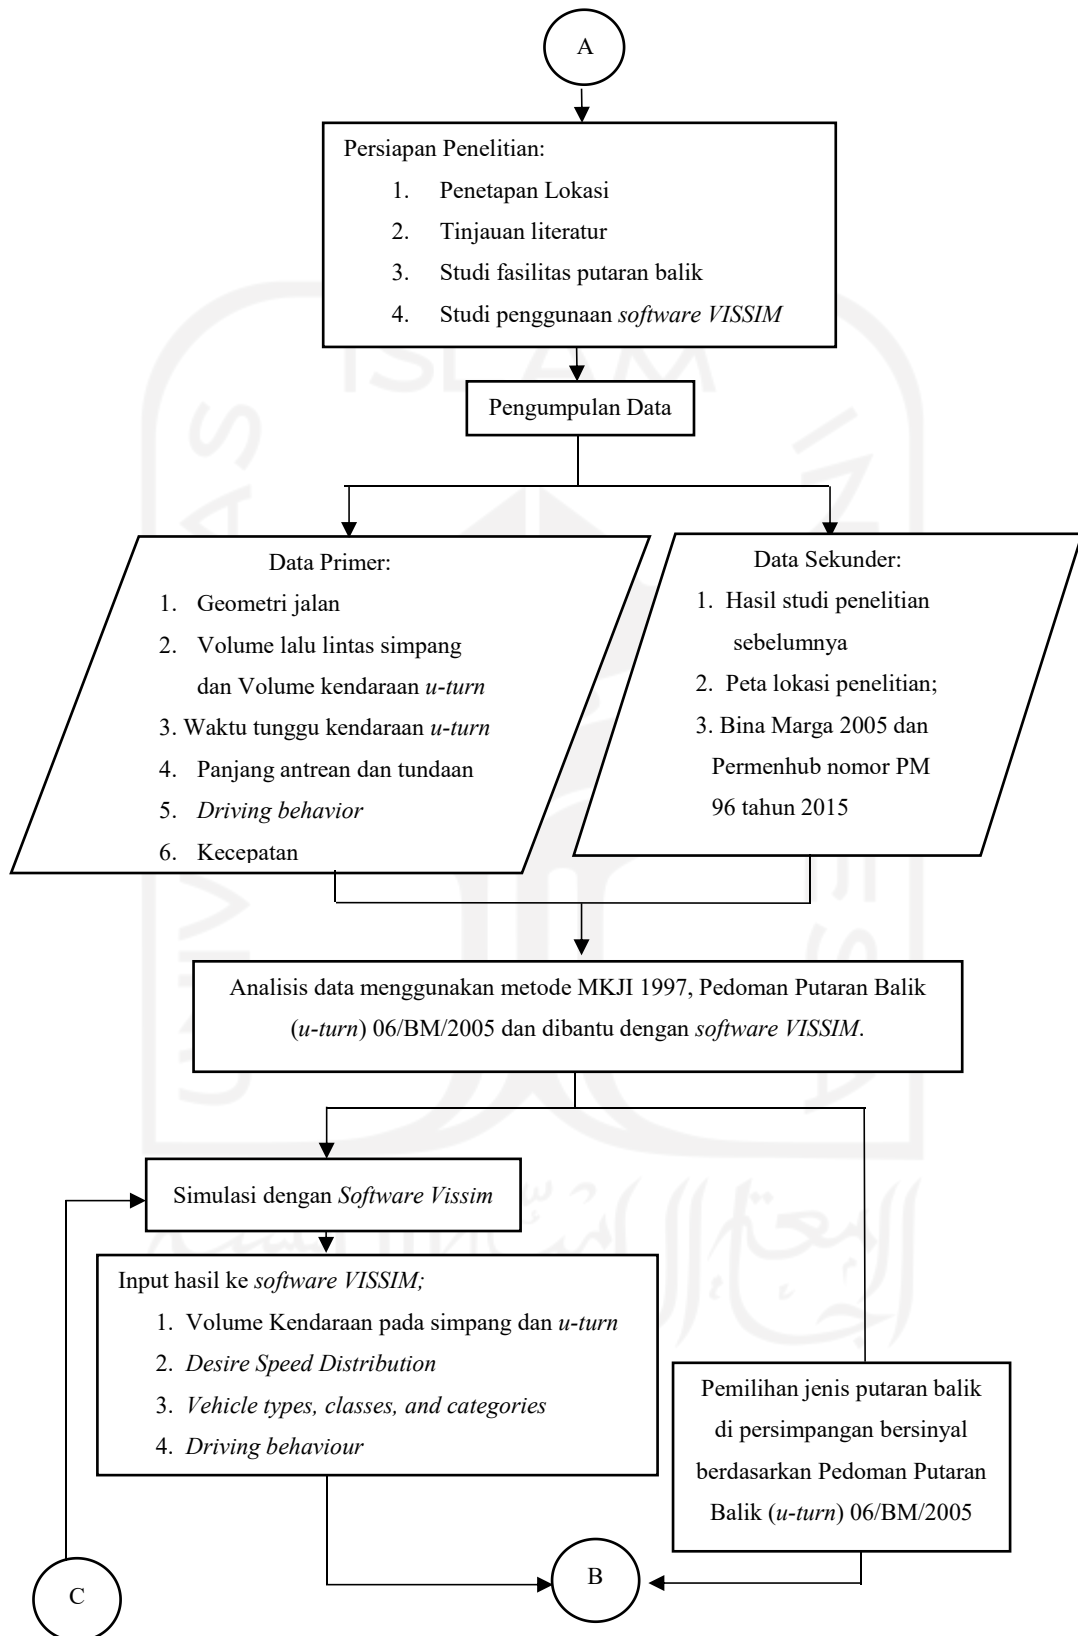 A
Persiapan Penelitian:
1. Penetapan Lokasi
2. Tinjauan literatur
3. Studi fasilitas putaran balik
4. Studi penggunaan software VISSIM
Pengumpulan Data
Data Primer:
1. Geometri jalan
2. Volume lalu lintas simpang
dan Volume kendaraan u-turn
3. Waktu tunggu kendaraan u-turn
4. Panjang antrean dan tundaan
5. Driving behavior
6. Kecepatan
Data Sekunder:
1. Hasil studi penelitian
sebelumnya
2. Peta lokasi penelitian;
3. Bina Marga 2005 dan
Permenhub nomor PM
96 tahun 2015
Analisis data menggunakan metode MKJI 1997, Pedoman Putaran Balik
(u-turn) 06/BM/2005 dan dibantu dengan software VISSIM.
Simulasi dengan Software Vissim
Input hasil ke software VISSIM;
1. Volume Kendaraan pada simpang dan u-turn
2. Desire Speed Distribution
3. Vehicle types, classes, and categories
4. Driving behaviour
Pemilihan jenis putaran balik
di persimpangan bersinyal
berdasarkan Pedoman Putaran
Balik (u-turn) 06/BM/2005
B
C
ISLAM